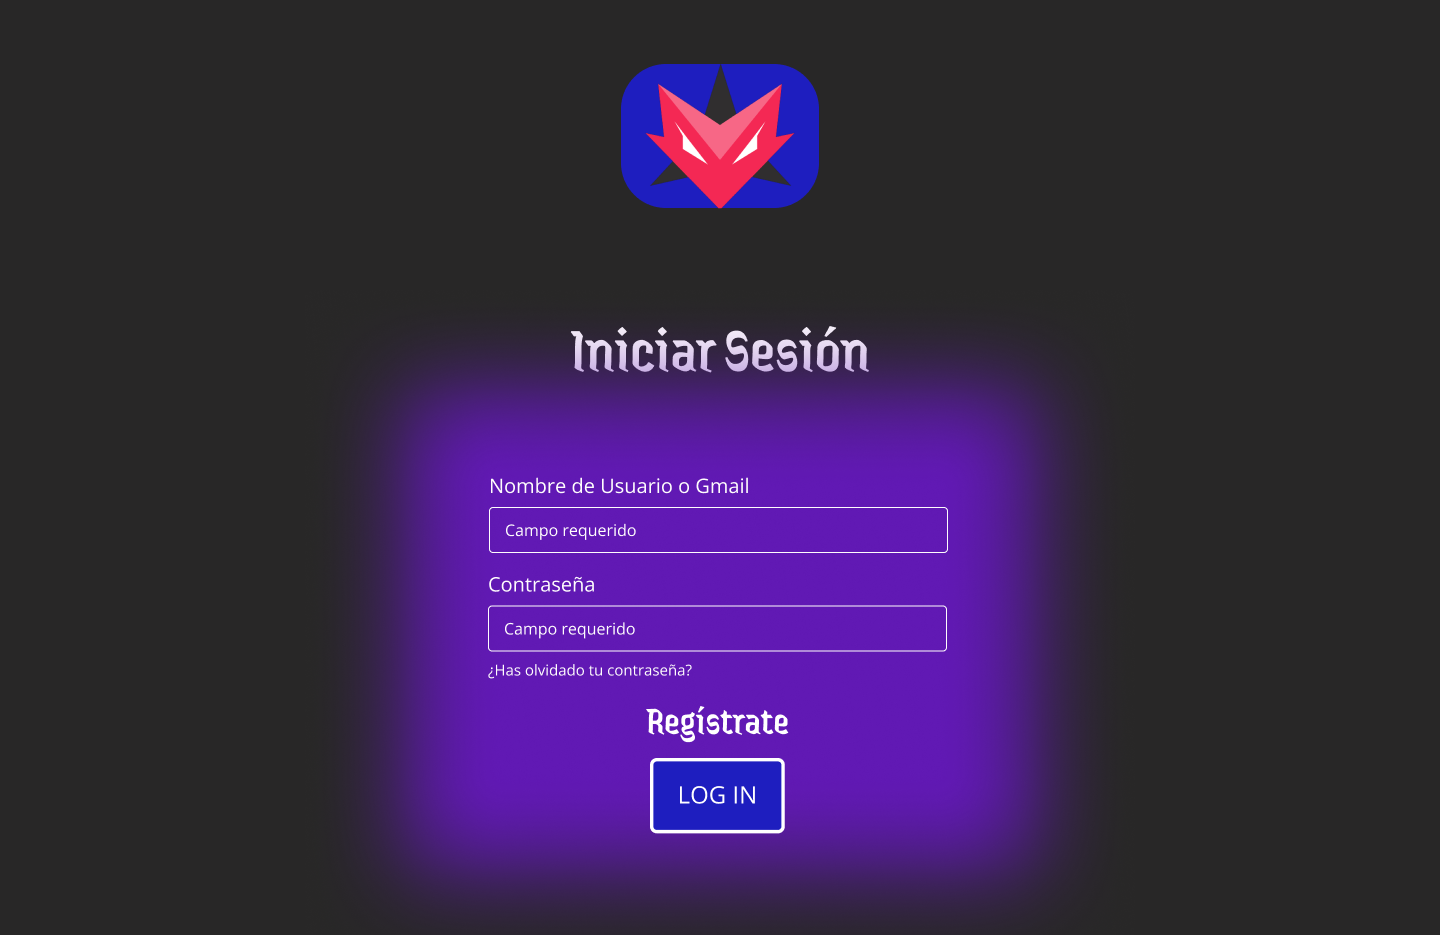 Iniciar Sesión
Nombre de Usuario o Gmail
Campo requerido
Contraseña
Campo requerido
¿Has olvidado tu contraseña?
Regístrate
LOG IN